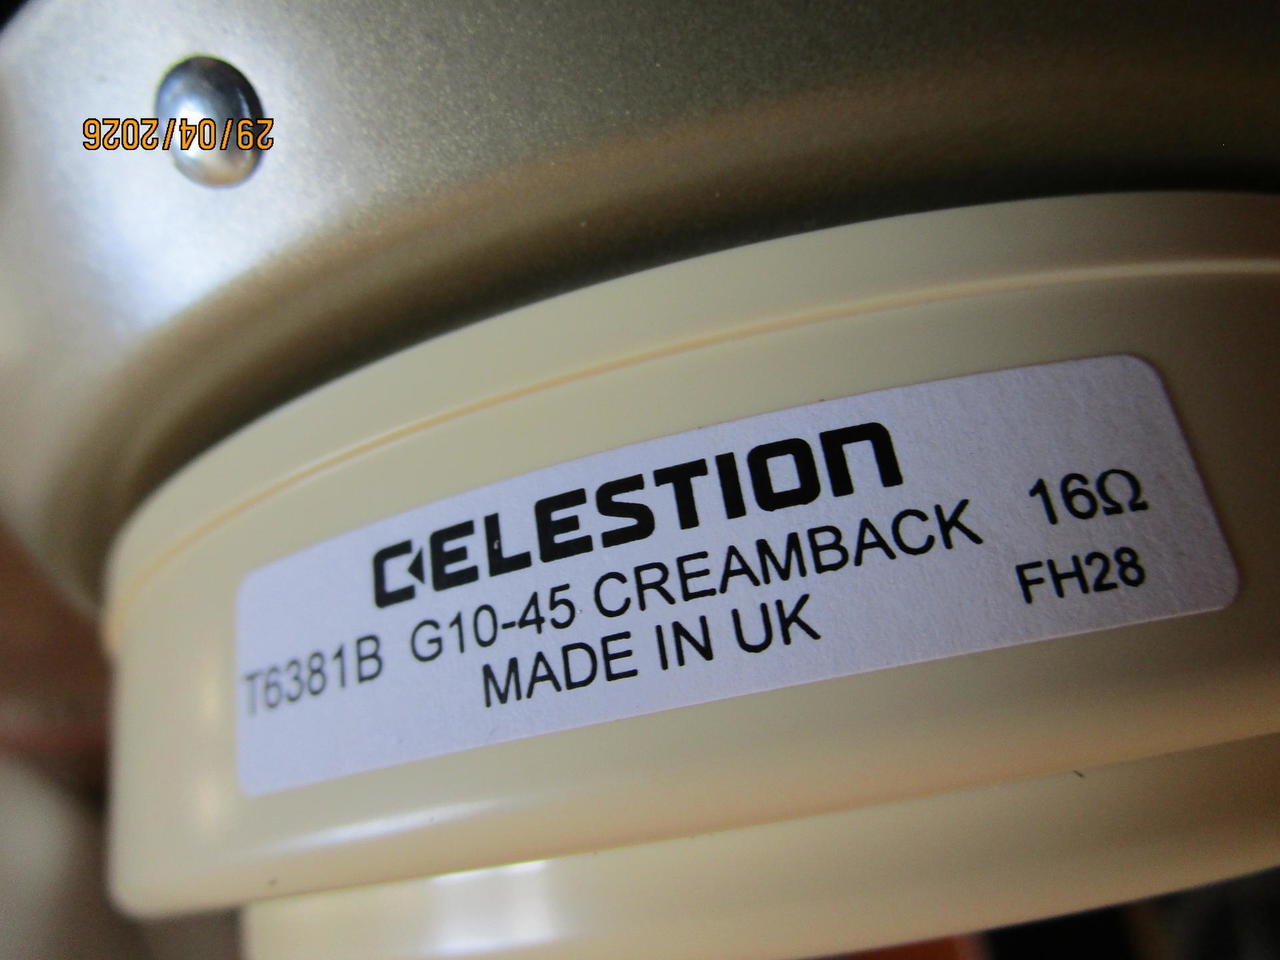 29/04/2026
CELESTION
T6381B G10-45 CREAMBACK 16Ω
MADE IN UK FH28